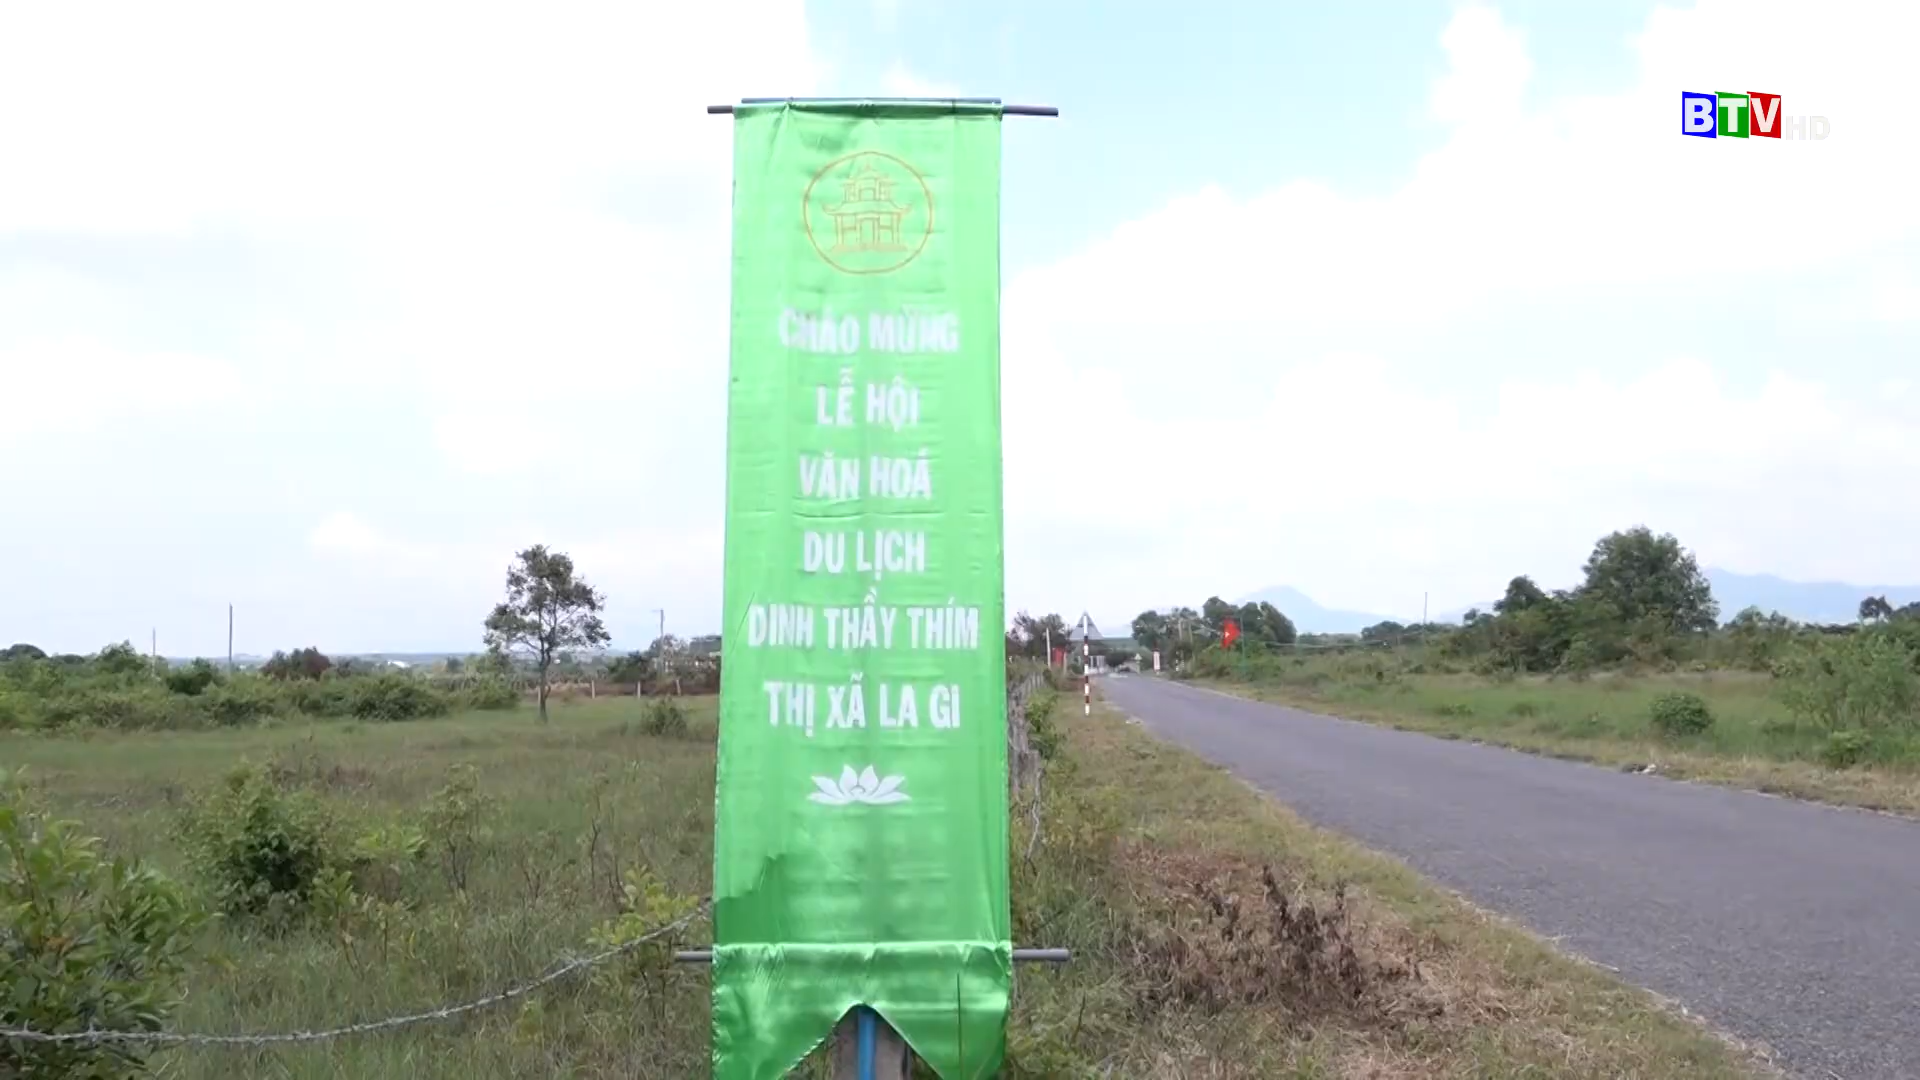 BTV HD
CHÀO MỪNG
LỄ HỘI
VĂN HOÁ
DU LỊCH
DINH THẦY THÍM
THỊ XÃ LA GI